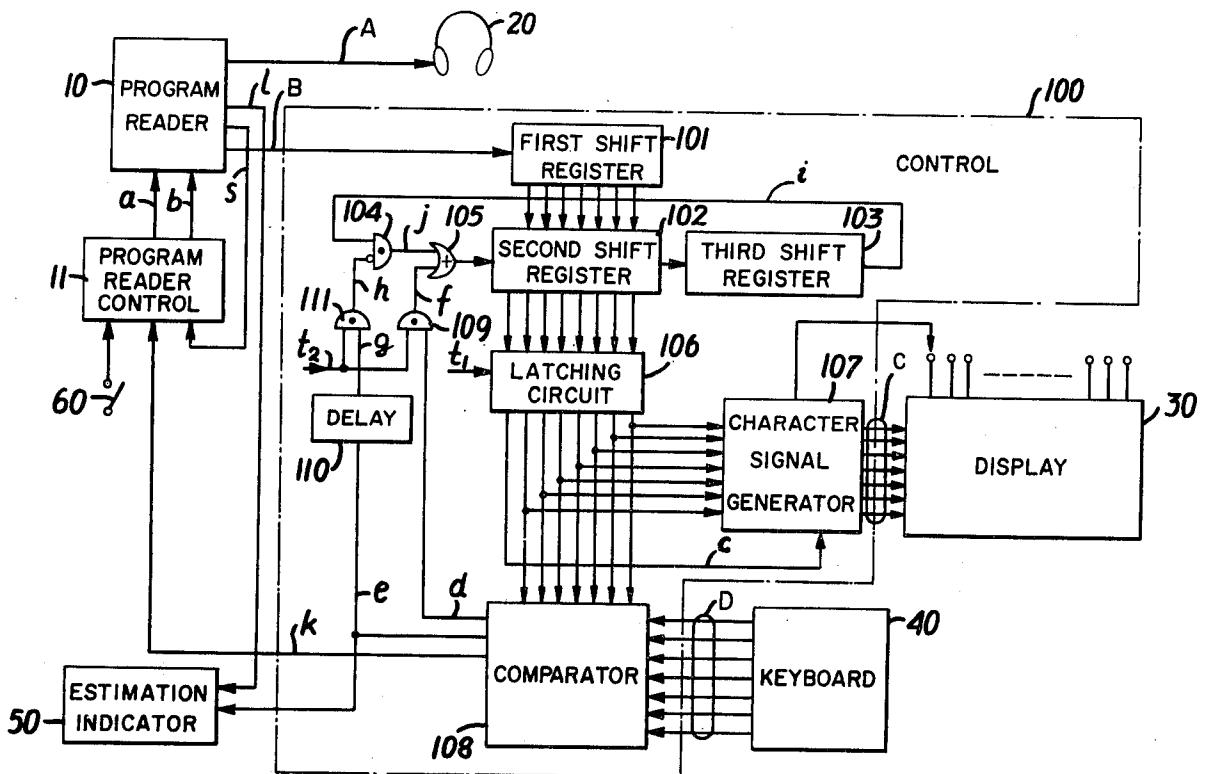 20
A
10
PROGRAM
READER
l
B
100
101
FIRST SHIFT
REGISTER
CONTROL
s
i
a
b
104
j
105
102
103
SECOND SHIFT
REGISTER
THIRD SHIFT
REGISTER
11
PROGRAM
READER
CONTROL
h
f
111
109
g
t2
t1
106
LATCHING
CIRCUIT
107
C
60
DELAY
110
30
CHARACTER
SIGNAL
GENERATOR
DISPLAY
c
e
d
D
40
k
COMPARATOR
KEYBOARD
ESTIMATION
INDICATOR
50
108